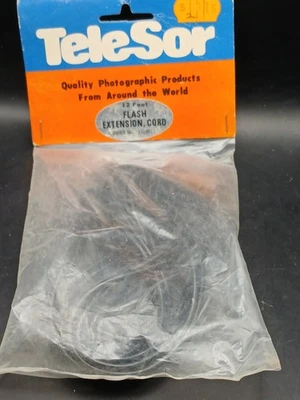 TeleSor
Quality Photographic Products
From Around the World
12 Foot
FLASH
EXTENSION CORD